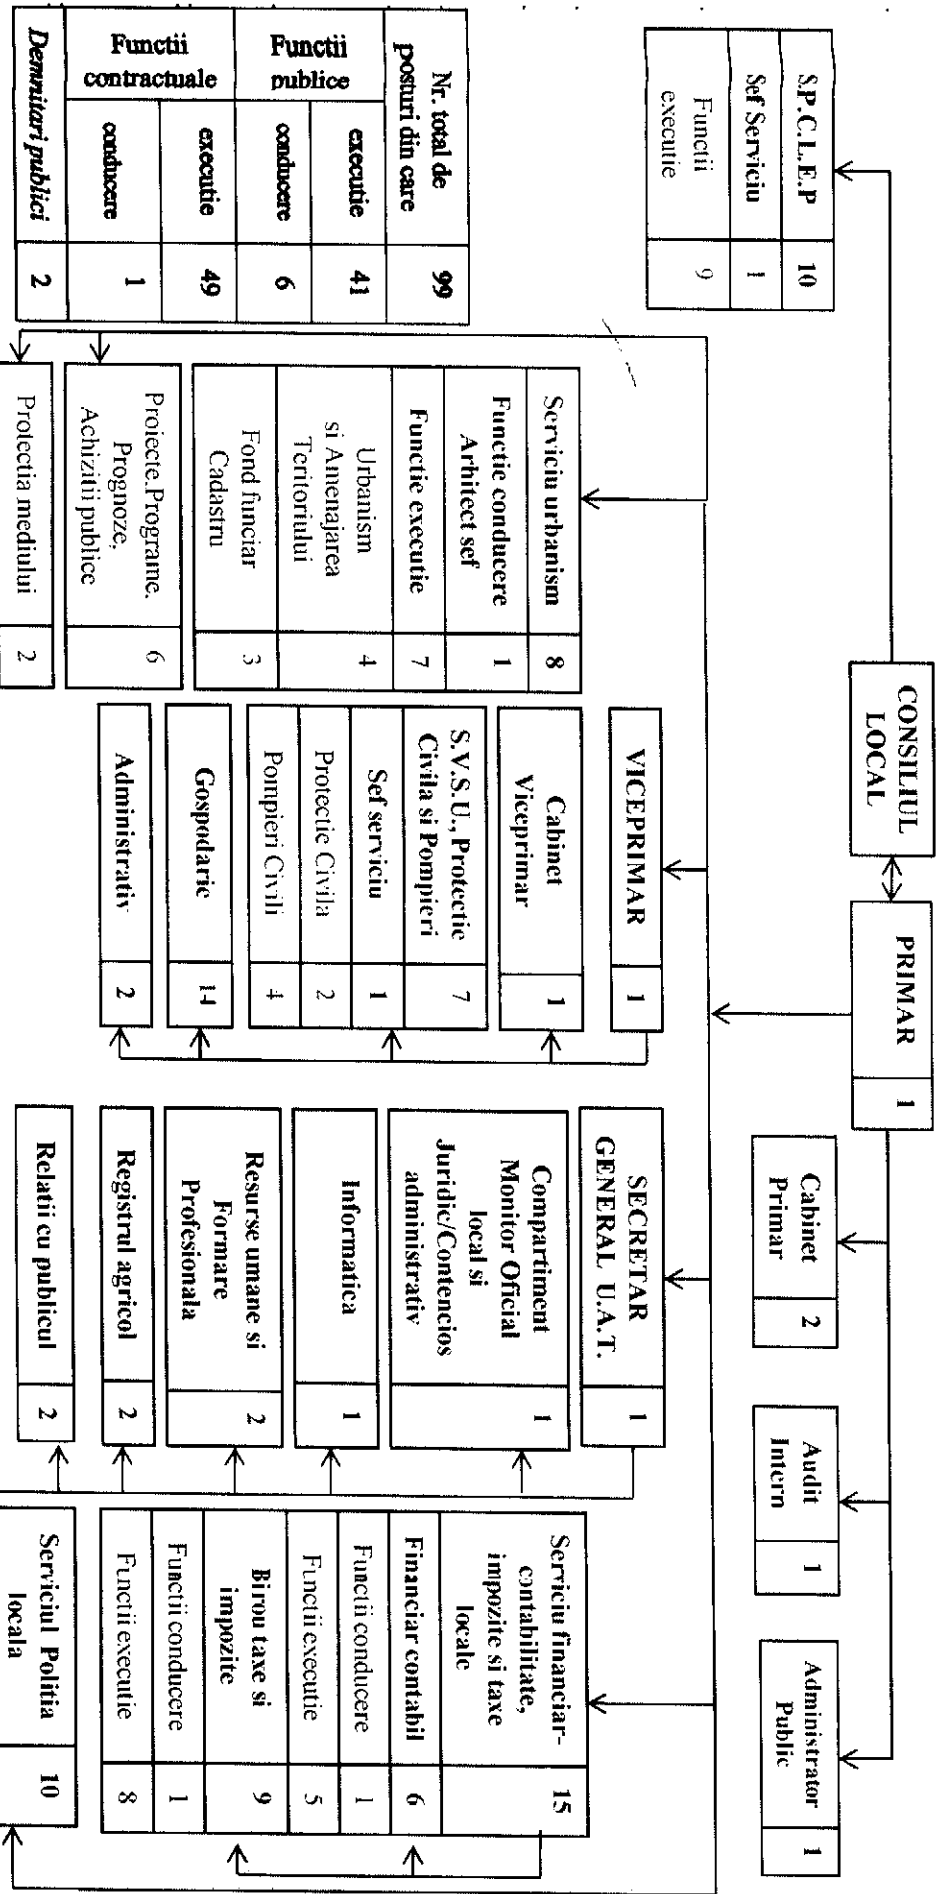 CONSILIUL
LOCAL
PRIMAR 1
Cabinet
Primar 2
Audit
Intern 1
Administrator
Public 1
S.P.C.L.E.P 10
Sef Serviciu 1
Functii
executie 9
Nr. total de
posturi din care 99
Functii
publice
executie 41
conducere 6
Functii
contractuale
executie 49
conducere 1
Demnitari publici 2
Serviciu urbanism 8
Functie conducere
Arhitect sef 1
Functie executie 7
Urbanism
si Amenajarea
Teritoriului 4
Fond funciar
Cadastru 3
Proiecte.Programe.
Prognoze,
Achizitii publice 6
Protectia mediului 2
VICEPRIMAR 1
Cabinet
Viceprimar 1
S.V.S.U., Protectie
Civila si Pompieri 7
Sef serviciu 1
Protectie Civila 2
Pompieri Civili 4
Gospodarie 14
Administrativ 2
SECRETAR
GENERAL U.A.T. 1
Compartiment
Monitor Oficial
local si
Juridic/Contencios
administrativ 1
Informatica 1
Resurse umane si
Formare
Profesionala 2
Registrul agricol 2
Relatii cu publicul 2
Serviciu financiar-
contabilitate,
impozite si taxe
locale 15
Financiar contabil 6
Functii conducere 1
Functii executie 5
Birou taxe si
impozite 9
Functii conducere 1
Functii executie 8
Serviciul Politia
locala 10